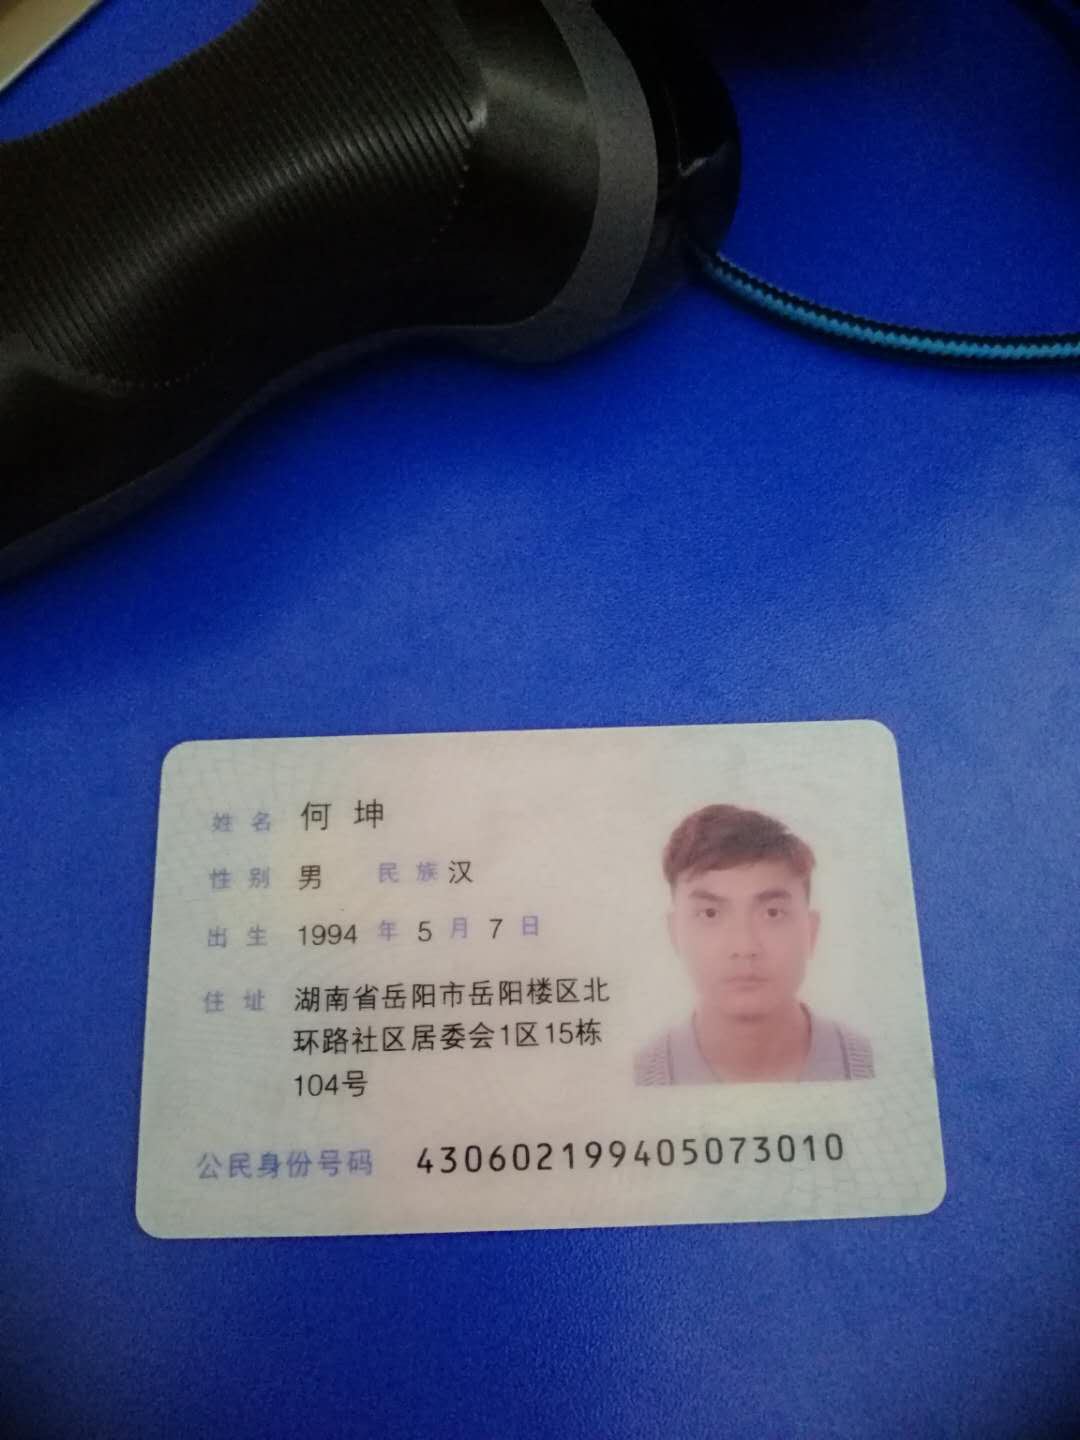 姓名 何坤
性别 男 民族 汉
出生 1994 年 5 月 7 日
住址 湖南省岳阳市岳阳楼区北
环路社区居委会1区15栋
104号
公民身份号码 430602199405073010